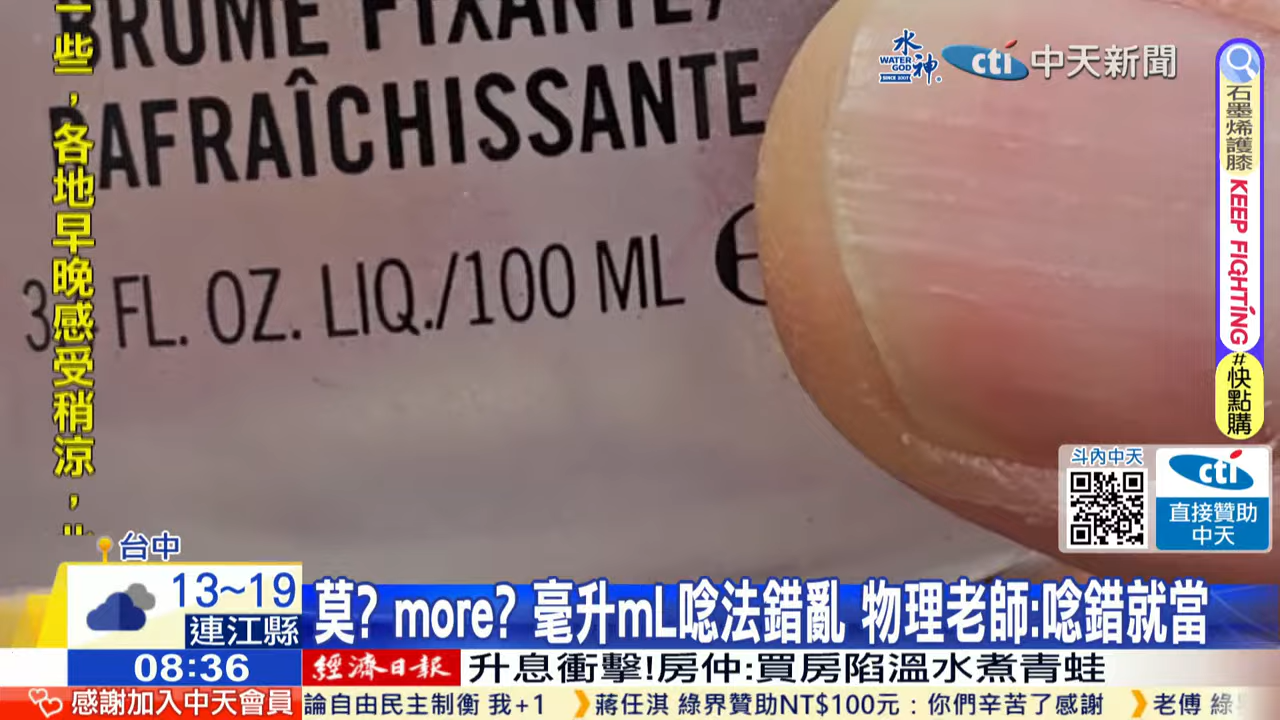 BRUME FIXANTE/
RAFRAÎCHISSANTE
FL. OZ. LIQ./100 ML
一些，各地早晚感受稍涼，
水神
WATER GOD
SINCE 2007
cti 中天新聞
石墨烯護膝
KEEP FIGHTING
#快點購
斗內中天
cti
直接贊助
中天
台中
13~19
連江縣
莫? more? 毫升mL唸法錯亂 物理老師:唸錯就當
08:36
經濟日報 升息衝擊!房仲:買房陷溫水煮青蛙
感謝加入中天會員 論自由民主制衡 我+1 》蔣任淇 綠界贊助NT$100元：你們辛苦了感謝 》老傅 綠